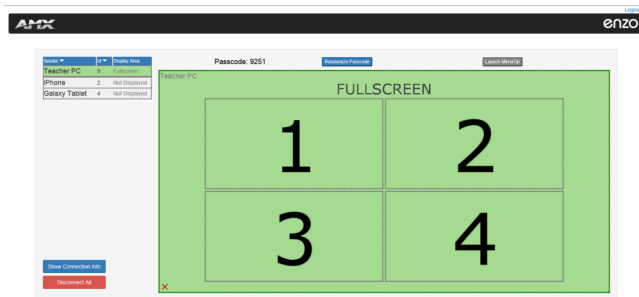 Logout
AMX
enzo
Sender Id Display Area
Teacher PC 9 Fullscreen
iPhone 2 Not Displayed
Galaxy Tablet 4 Not Displayed
Passcode: 9251
Randomize Passcode
Launch MirrorOp
Teacher PC
FULLSCREEN
1 2
3 4
Show Connection Info
Disconnect All